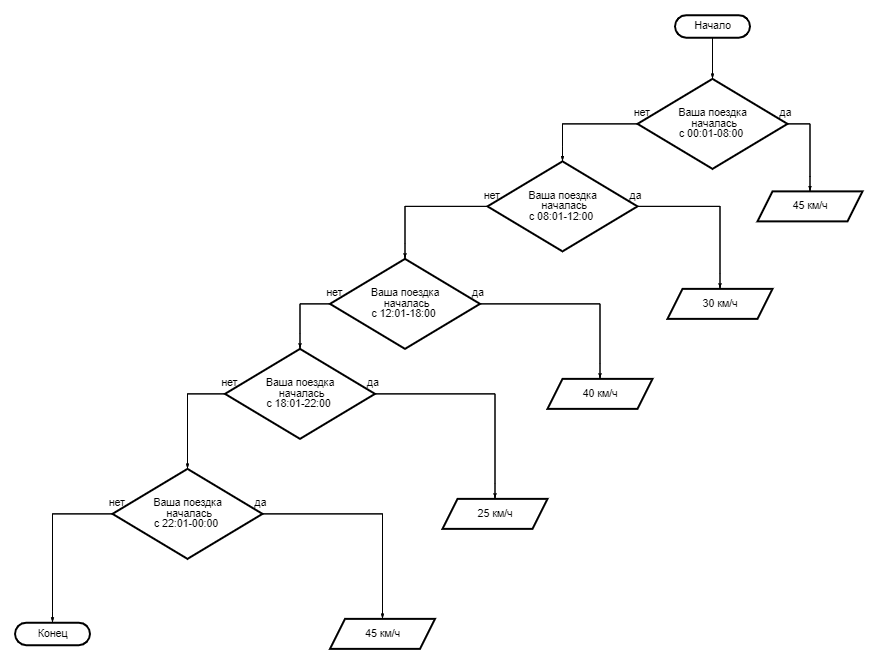 Начало
нет
Ваша поездка
началась
с 00:01-08:00
да
45 км/ч
нет
Ваша поездка
началась
с 08:01-12:00
да
30 км/ч
нет
Ваша поездка
началась
с 12:01-18:00
да
40 км/ч
нет
Ваша поездка
началась
с 18:01-22:00
да
25 км/ч
нет
Ваша поездка
началась
с 22:01-00:00
да
Конец
45 км/ч